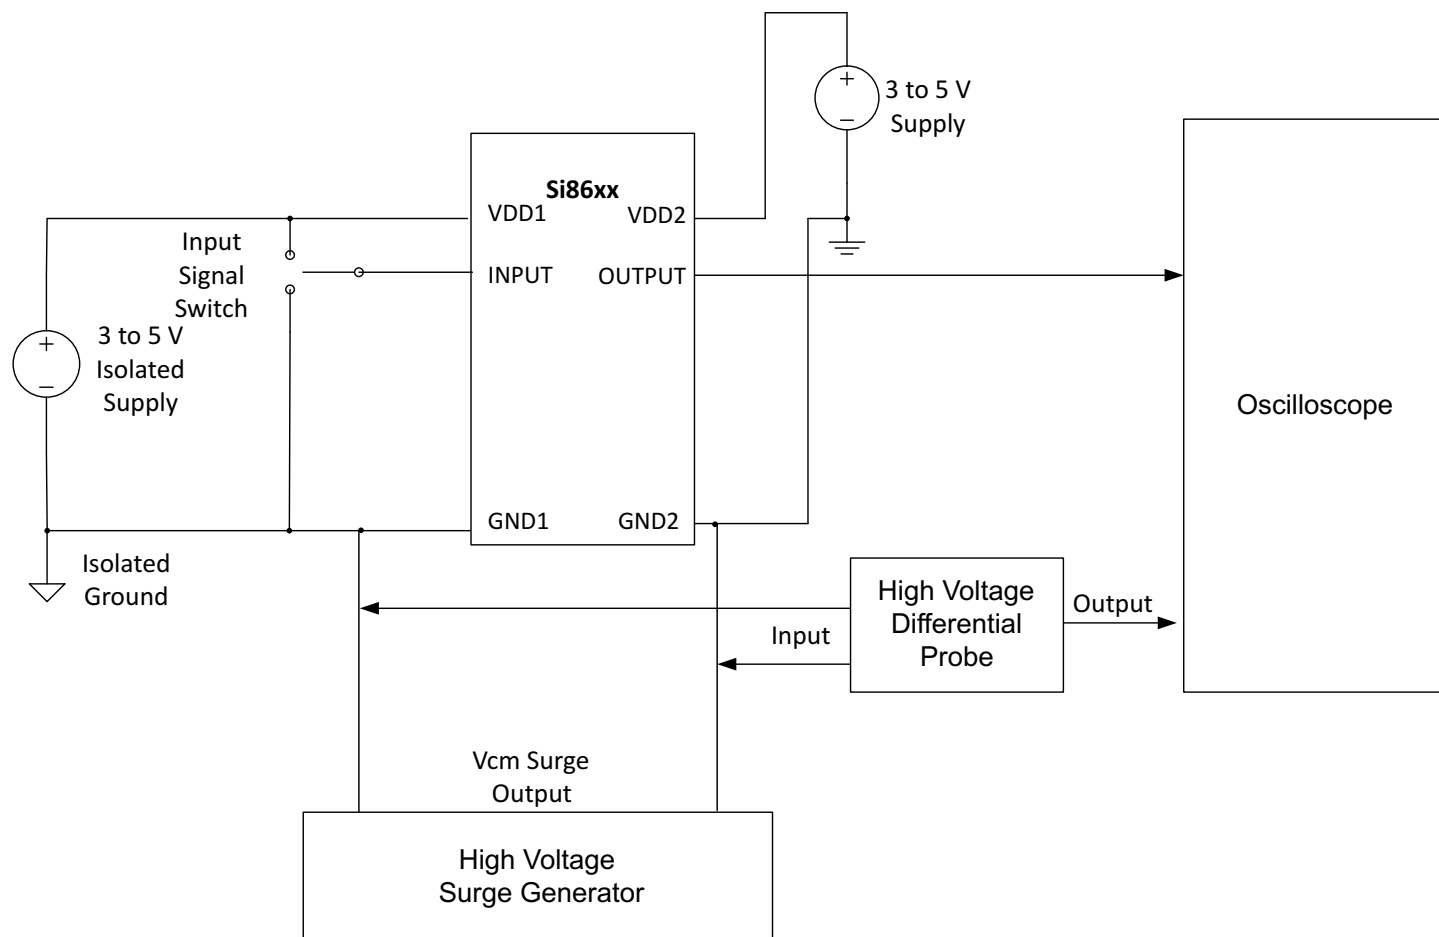 +
−
3 to 5 V
Supply
Si86xx
VDD1
VDD2
Input
Signal
Switch
INPUT
OUTPUT
+
−
3 to 5 V
Isolated
Supply
Oscilloscope
GND1
GND2
Isolated
Ground
High Voltage
Differential
Probe
Input
Output
Vcm Surge
Output
High Voltage
Surge Generator